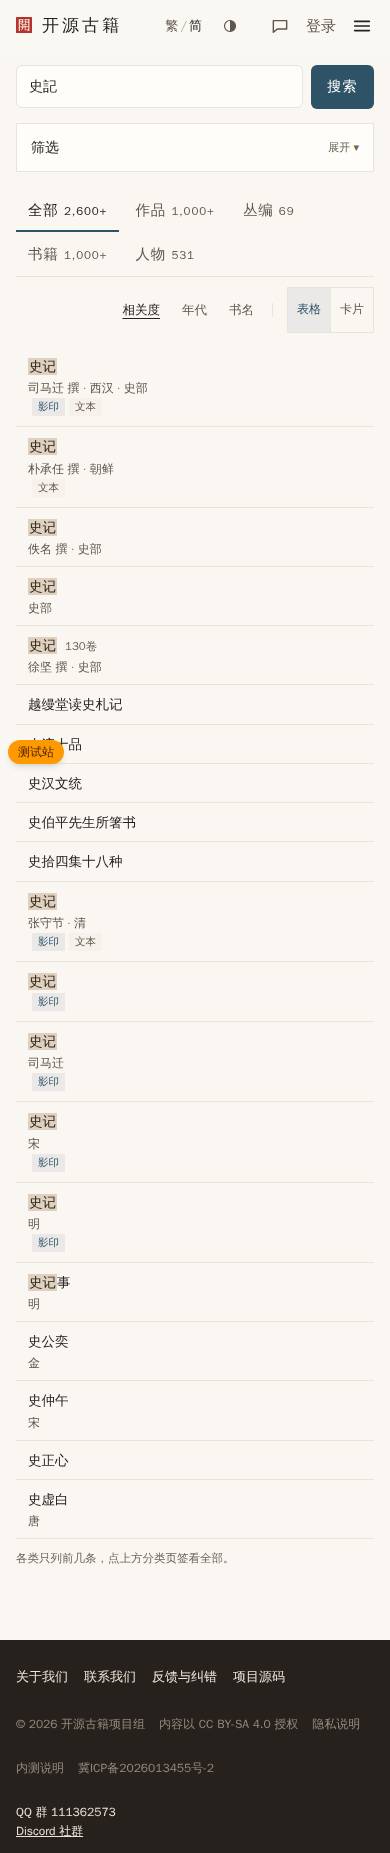 開 开源古籍 繁 / 简 登录
史記 搜索
筛选 展开 ▾
全部 2,600+ 作品 1,000+ 丛编 69
书籍 1,000+ 人物 531
相关度 年代 书名 表格 卡片
史记
司马迁 撰 · 西汉 · 史部
影印 文本
史记
朴承任 撰 · 朝鲜
文本
史记
佚名 撰 · 史部
史记
史部
史记 130卷
徐坚 撰 · 史部
越缦堂读史札记
十品
测试站
史汉文统
史伯平先生所箸书
史拾四集十八种
史记
张守节 · 清
影印 文本
史记
影印
史记
司马迁
影印
史记
宋
影印
史记
明
影印
史记事
明
史公奕
金
史仲午
宋
史正心
史虚白
唐
各类只列前几条，点上方分类页签看全部。
关于我们 联系我们 反馈与纠错 项目源码
© 2026 开源古籍项目组 内容以 CC BY-SA 4.0 授权 隐私说明
内测说明 冀ICP备2026013455号-2
QQ 群 111362573
Discord 社群